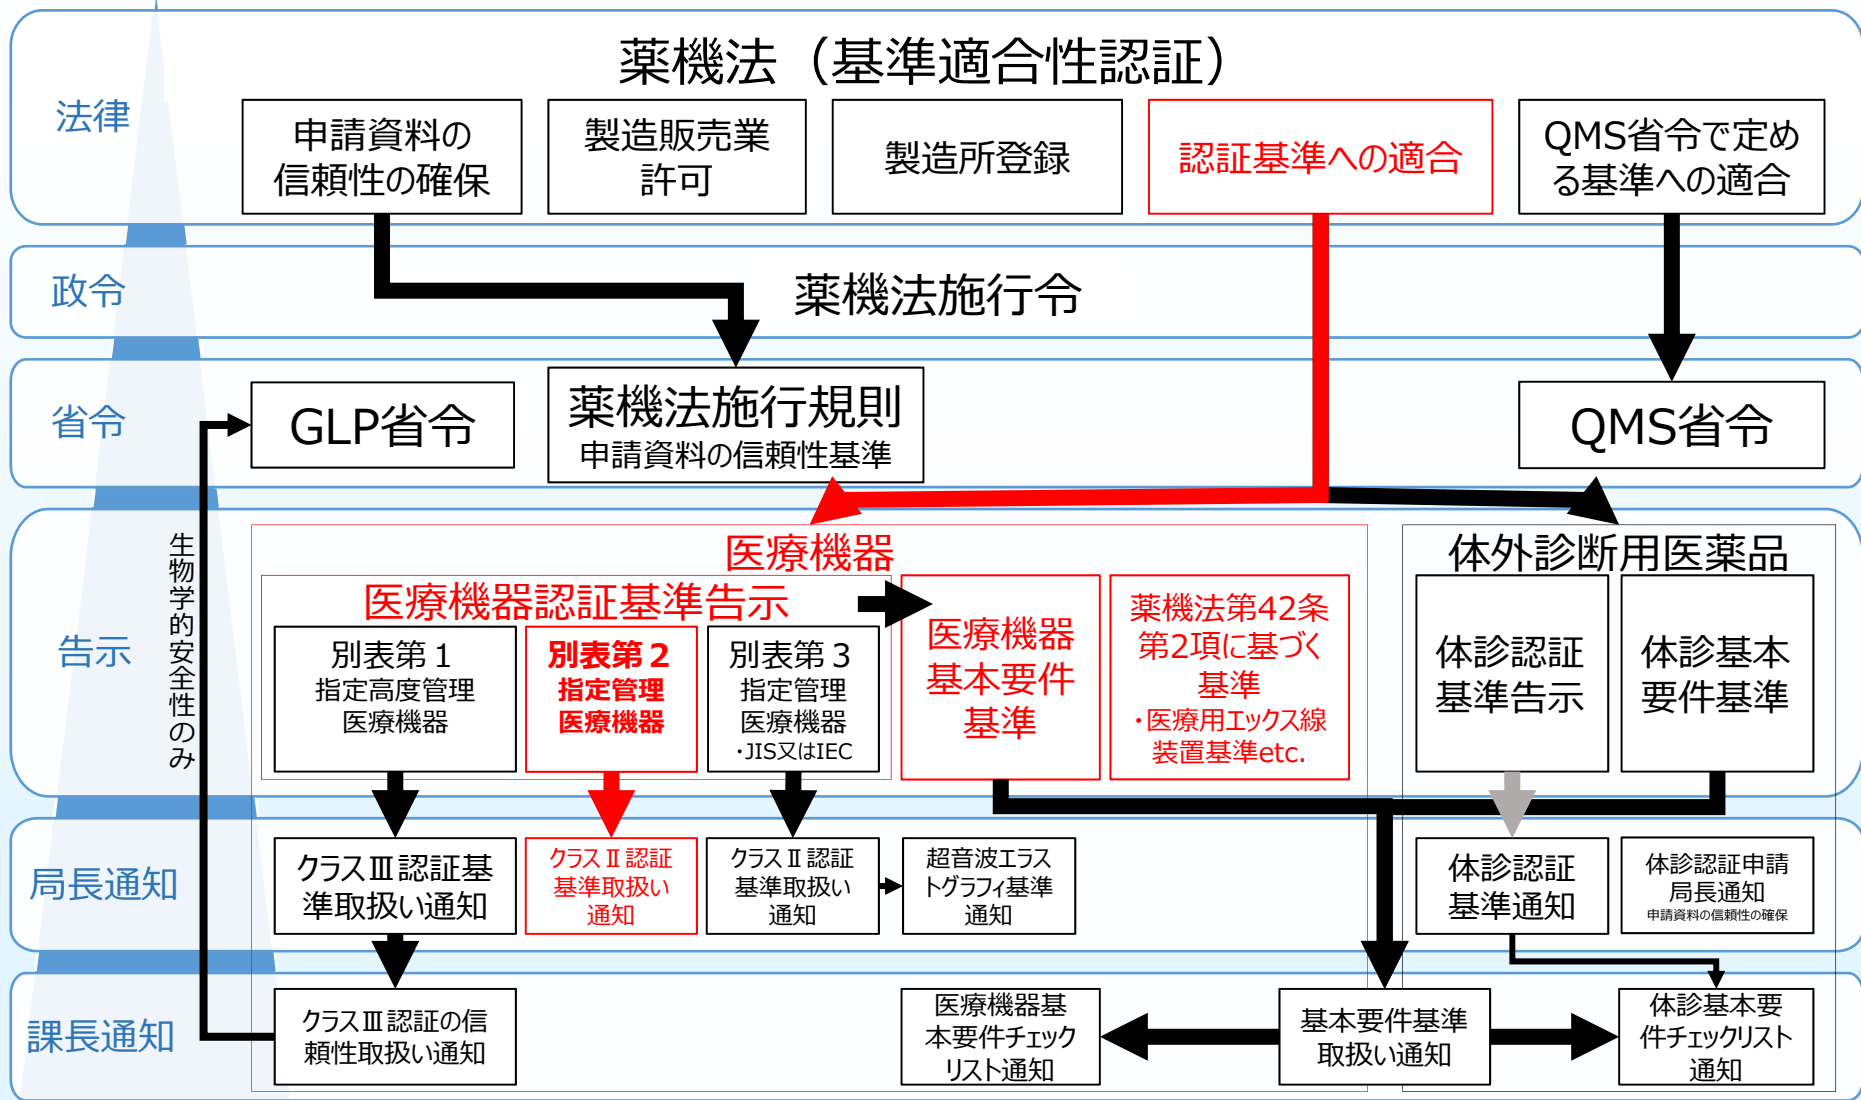 薬機法（基準適合性認証）
法律
申請資料の
信頼性の確保
製造販売業
許可
製造所登録
認証基準への適合
QMS省令で定め
る基準への適合
政令
薬機法施行令
省令
GLP省令
薬機法施行規則
申請資料の信頼性基準
QMS省令
告示
生物学的安全性のみ
医療機器
医療機器認証基準告示
別表第１
指定高度管理
医療機器
別表第２
指定管理
医療機器
別表第３
指定管理
医療機器
・JIS又はIEC
医療機器
基本要件
基準
薬機法第42条
第2項に基づく
基準
・医療用エックス線
装置基準etc.
体外診断用医薬品
体診認証
基準告示
体診基本
要件基準
局長通知
クラスⅢ認証基
準取扱い通知
クラスⅡ認証
基準取扱い
通知
クラスⅡ認証
基準取扱い
通知
超音波エラス
トグラフィ基準
通知
体診認証
基準通知
体診認証申請
局長通知
申請資料の信頼性の確保
課長通知
クラスⅢ認証の信
頼性取扱い通知
医療機器基
本要件チェック
リスト通知
基本要件基準
取扱い通知
体診基本要
件チェックリスト
通知